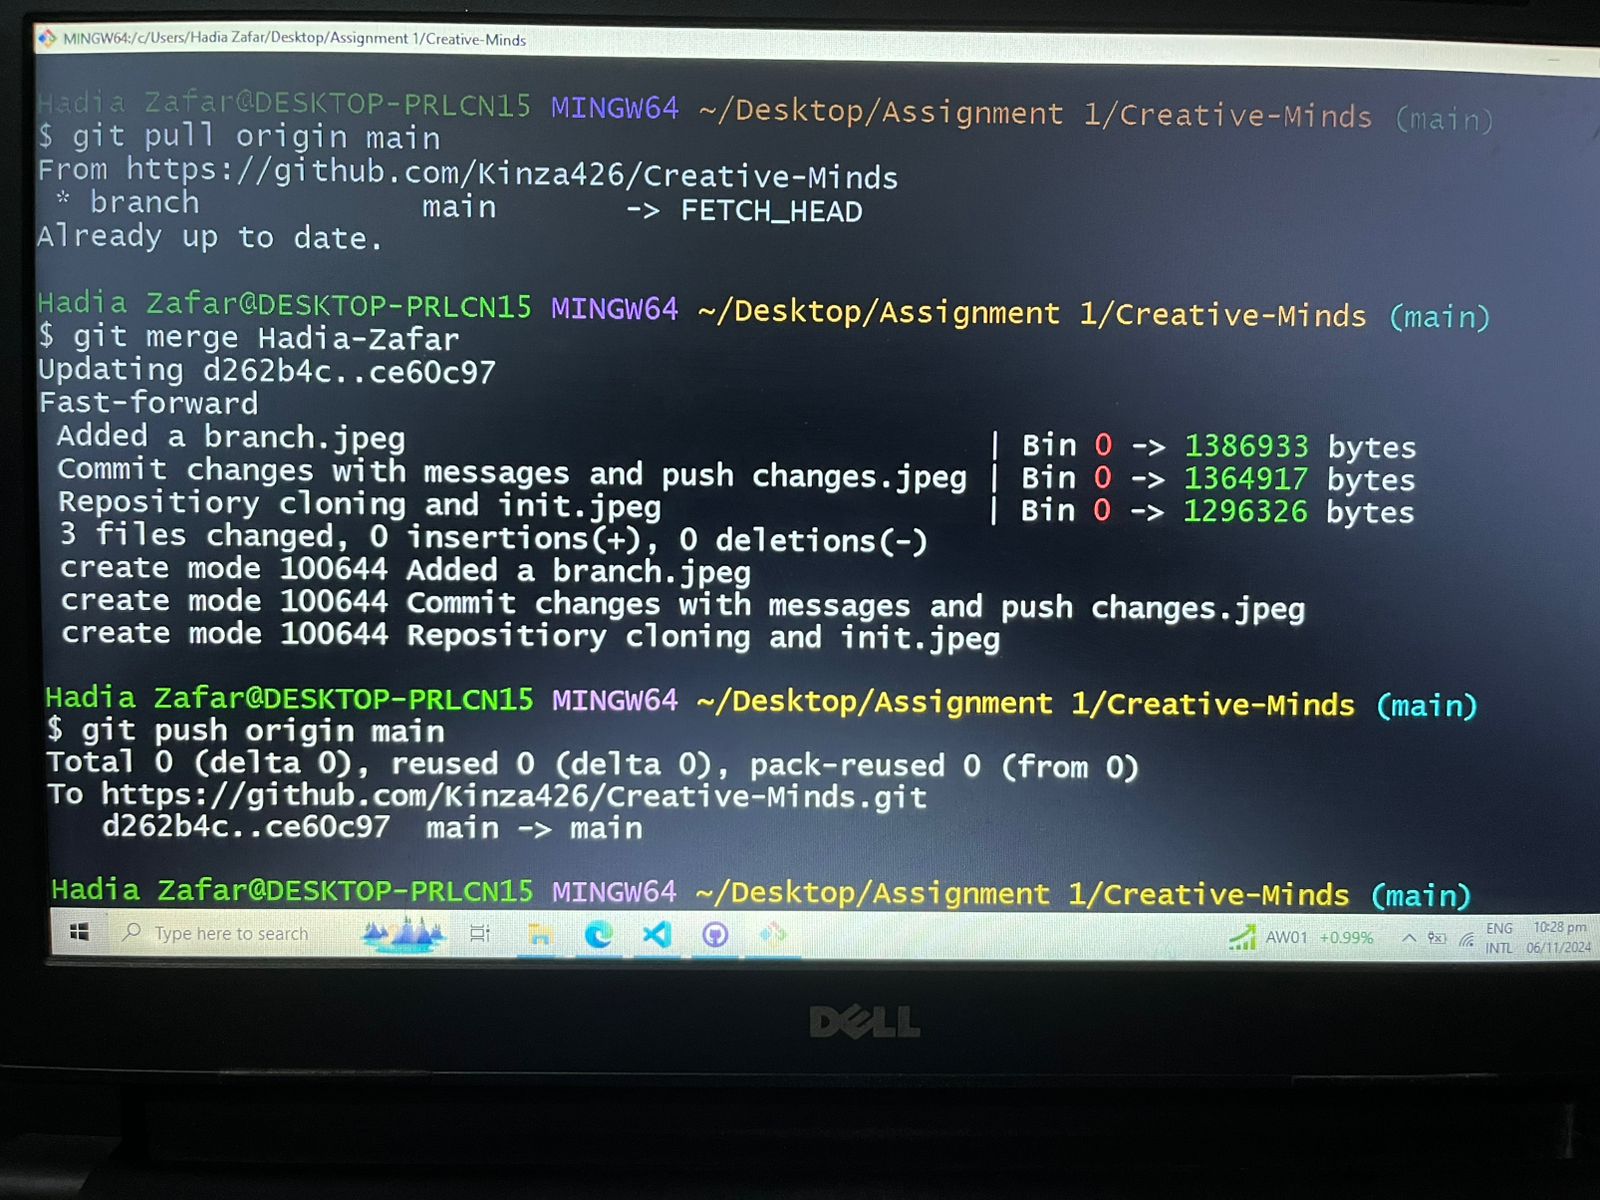 MINGW64:/c/Users/Hadia Zafar/Desktop/Assignment 1/Creative-Minds
Hadia Zafar@DESKTOP-PRLCN15 MINGW64 ~/Desktop/Assignment 1/Creative-Minds (main)
$ git pull origin main
From https://github.com/Kinza426/Creative-Minds
 * branch            main       -> FETCH_HEAD
Already up to date.
Hadia Zafar@DESKTOP-PRLCN15 MINGW64 ~/Desktop/Assignment 1/Creative-Minds (main)
$ git merge Hadia-Zafar
Updating d262b4c..ce60c97
Fast-forward
 Added a branch.jpeg                                | Bin 0 -> 1386933 bytes
 Commit changes with messages and push changes.jpeg | Bin 0 -> 1364917 bytes
 Repositiory cloning and init.jpeg                  | Bin 0 -> 1296326 bytes
 3 files changed, 0 insertions(+), 0 deletions(-)
 create mode 100644 Added a branch.jpeg
 create mode 100644 Commit changes with messages and push changes.jpeg
 create mode 100644 Repositiory cloning and init.jpeg
Hadia Zafar@DESKTOP-PRLCN15 MINGW64 ~/Desktop/Assignment 1/Creative-Minds (main)
$ git push origin main
Total 0 (delta 0), reused 0 (delta 0), pack-reused 0 (from 0)
To https://github.com/Kinza426/Creative-Minds.git
   d262b4c..ce60c97  main -> main
Hadia Zafar@DESKTOP-PRLCN15 MINGW64 ~/Desktop/Assignment 1/Creative-Minds (main)
Type here to search
AW01 +0.99%
ENG
INTL
10:28 pm
06/11/2024
DELL